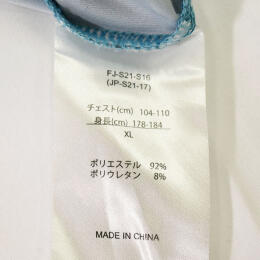 FJ-S21-S16
(JP-S21-17)
チェスト(cm) 104-110
身長(cm) 178-184
XL
ポリエステル 92%
ポリウレタン 8%
MADE IN CHINA